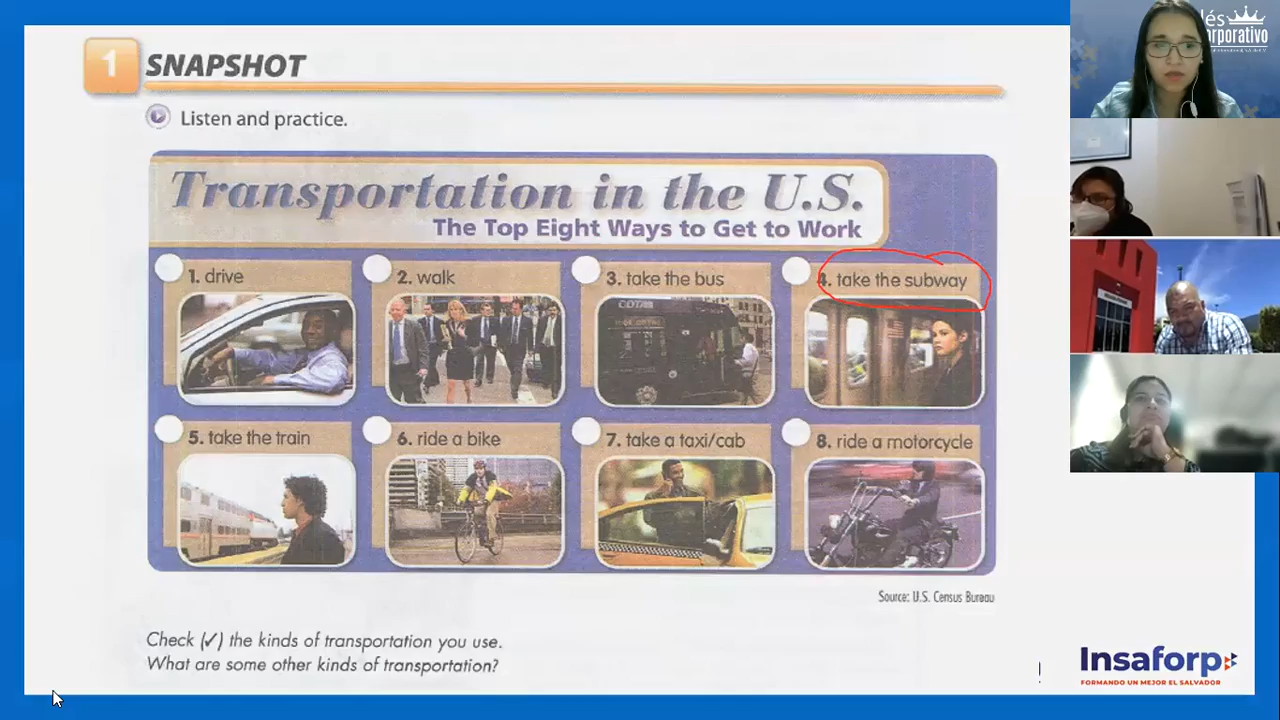 1 SNAPSHOT
Listen and practice.
Transportation in the U.S.
The Top Eight Ways to Get to Work
1. drive
2. walk
3. take the bus
4. take the subway
5. take the train
6. ride a bike
7. take a taxi/cab
8. ride a motorcycle
Source: U.S. Census Bureau
Check (✓) the kinds of transportation you use.
What are some other kinds of transportation?
Insaforp
FORMANDO UN MEJOR EL SALVADOR